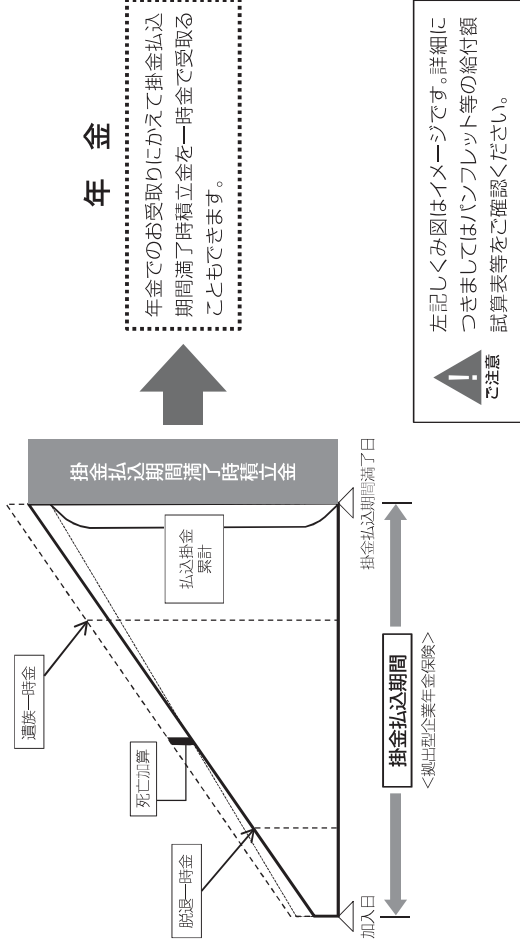 遺族一時金
死亡加算
脱退一時金
払込掛金
累計
掛金払込期間満了時積立金
加入日
掛金払込期間満了日
掛金払込期間
<拠出型企業年金保険>
年 金
年金でのお受取りにかえて掛金払込
期間満了時積立金を一時金で受取る
こともできます。
ご注意
左記しくみ図はイメージです。詳細に
つきましてはパンフレット等の給付額
試算表等をご確認ください。